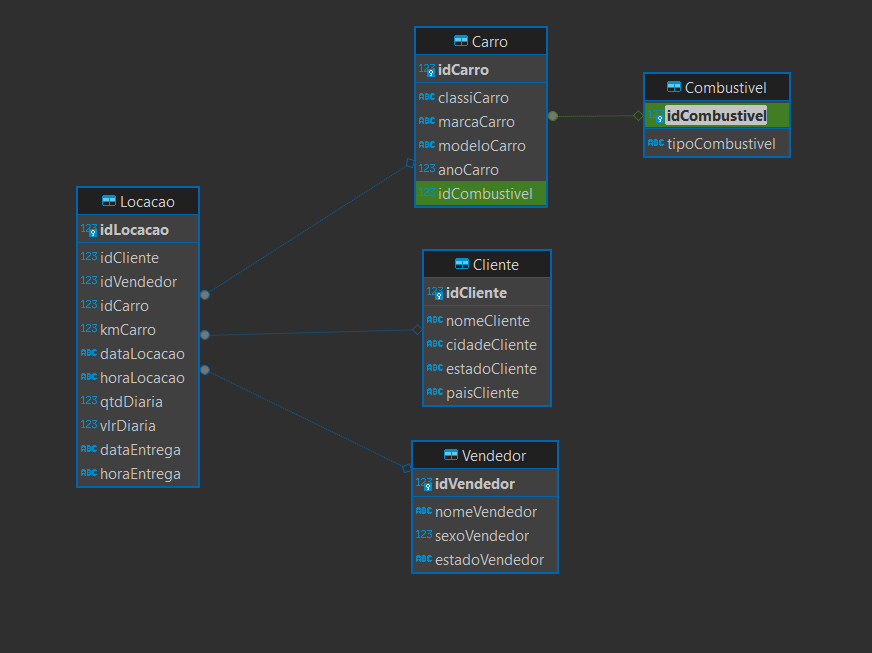 Carro
123 idCarro
ABC classiCarro
ABC marcaCarro
ABC modeloCarro
123 anoCarro
123 idCombustivel
Combustivel
123 idCombustivel
ABC tipoCombustivel
Locacao
123 idLocacao
123 idCliente
123 idVendedor
123 idCarro
123 kmCarro
ABC dataLocacao
ABC horaLocacao
123 qtdDiaria
123 vlrDiaria
ABC dataEntrega
ABC horaEntrega
Cliente
123 idCliente
ABC nomeCliente
ABC cidadeCliente
ABC estadoCliente
ABC paisCliente
Vendedor
123 idVendedor
ABC nomeVendedor
123 sexoVendedor
ABC estadoVendedor